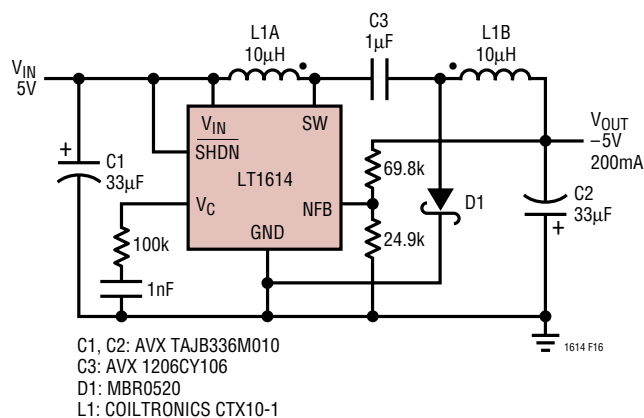 L1A
10µH
C3
1µF
L1B
10µH
VIN
5V
VOUT
–5V
200mA
VIN
SW
SHDN
LT1614
VC
NFB
GND
C1
33µF
+
100k
1nF
69.8k
24.9k
D1
C2
33µF
+
1614 F16
C1, C2: AVX TAJB336M010
C3: AVX 1206CY106
D1: MBR0520
L1: COILTRONICS CTX10-1